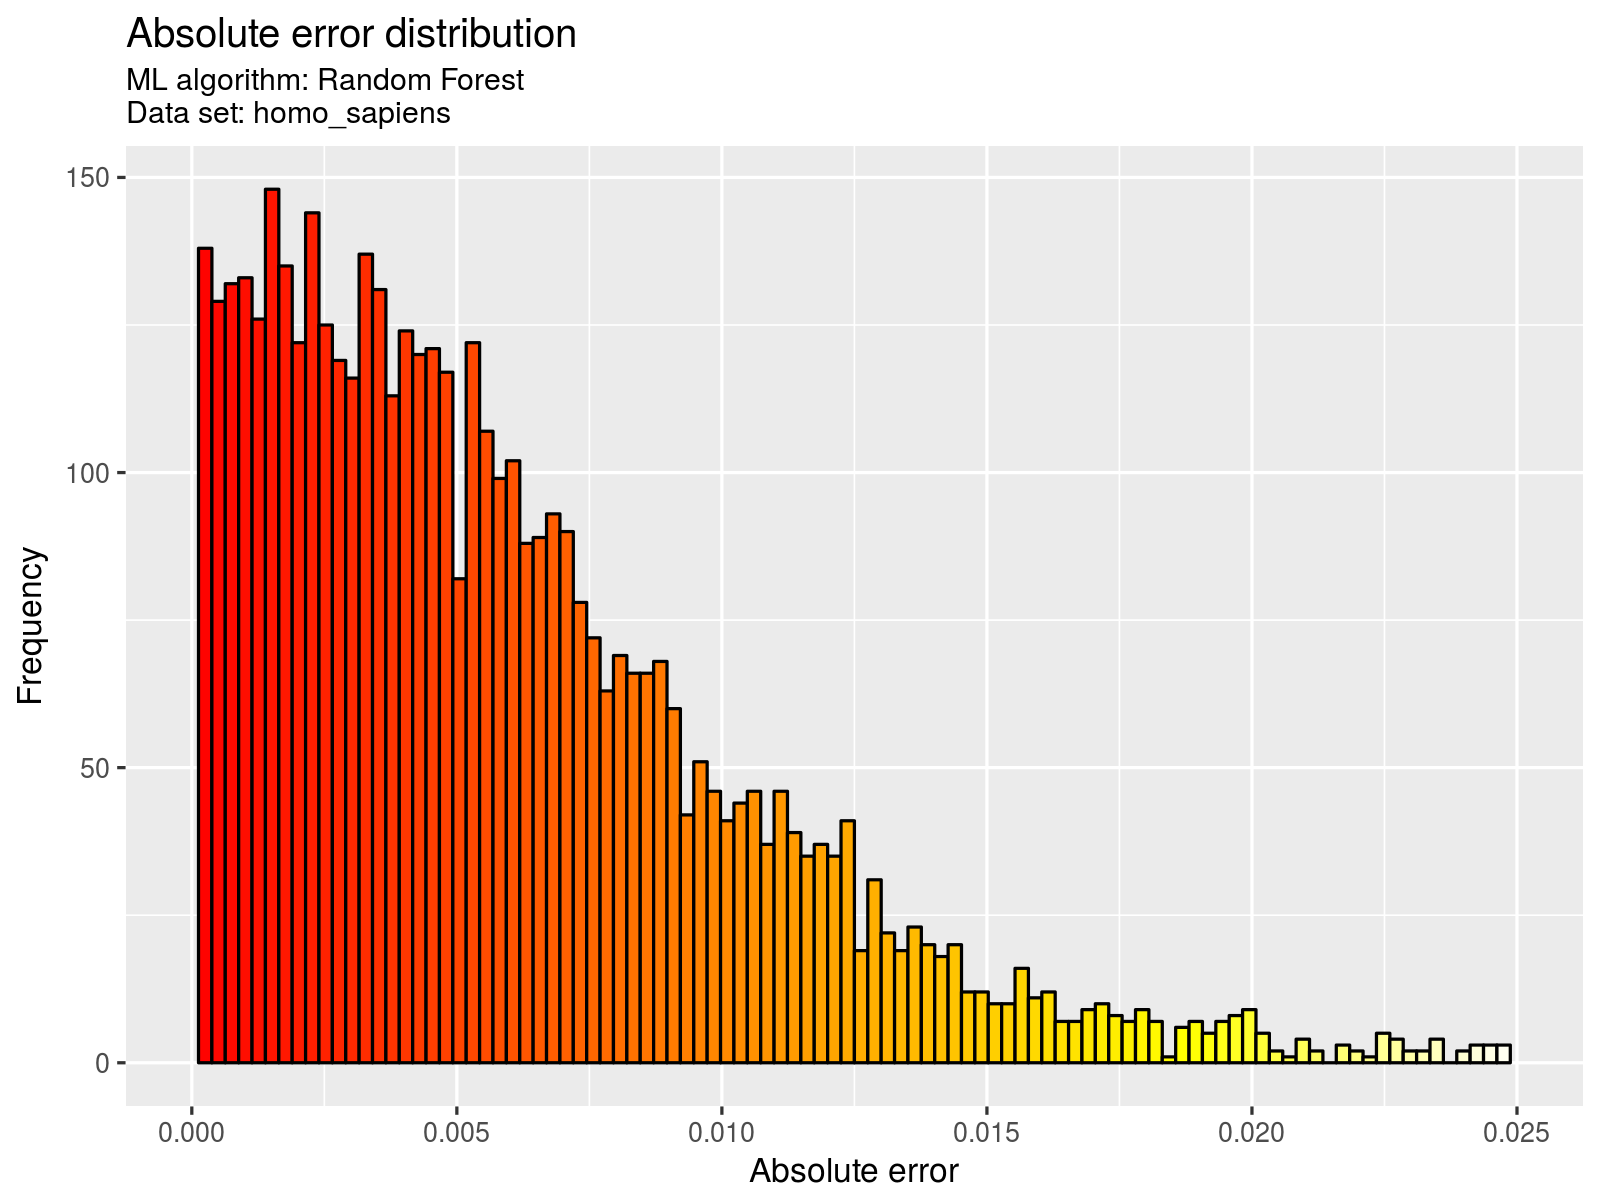 Absolute error distribution
ML algorithm: Random Forest
Data set: homo_sapiens
150
100
50
0
Frequency
0.000 0.005 0.010 0.015 0.020 0.025
Absolute error